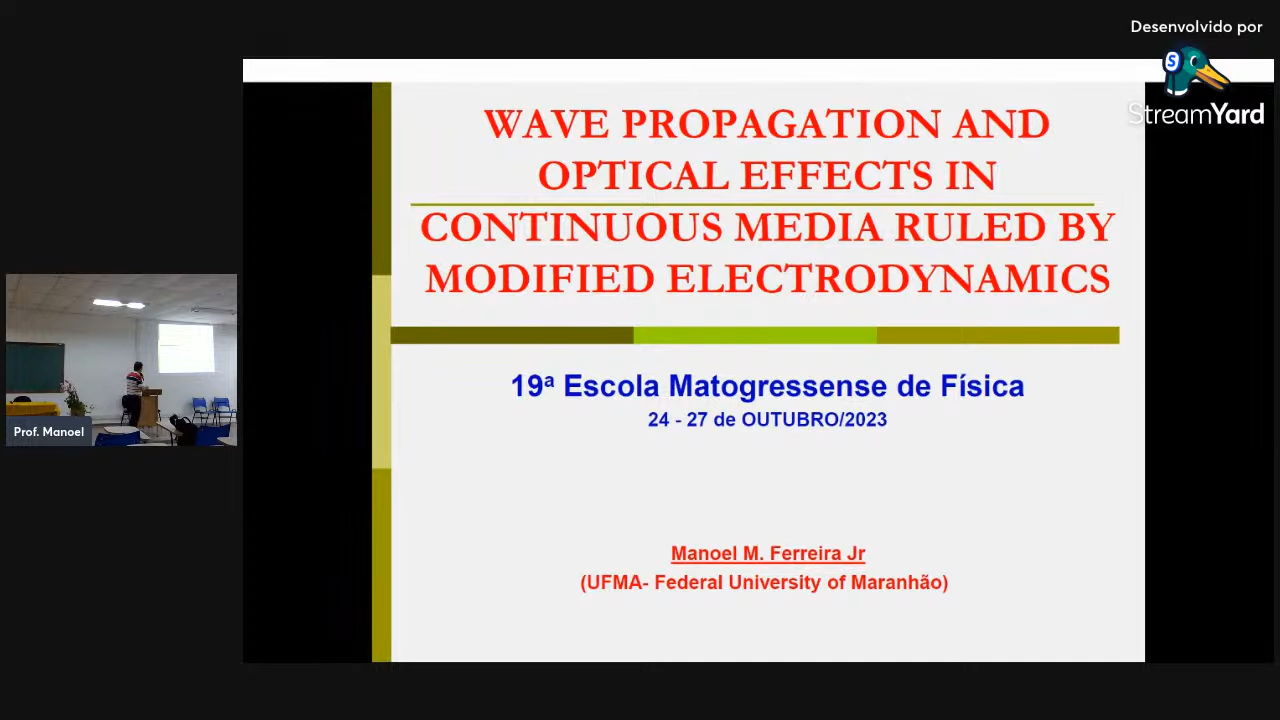 Desenvolvido por
StreamYard
WAVE PROPAGATION AND
OPTICAL EFFECTS IN
CONTINUOUS MEDIA RULED BY
MODIFIED ELECTRODYNAMICS
19ª Escola Matogressense de Física
24 - 27 de OUTUBRO/2023
Manoel M. Ferreira Jr
(UFMA- Federal University of Maranhão)
Prof. Manoel